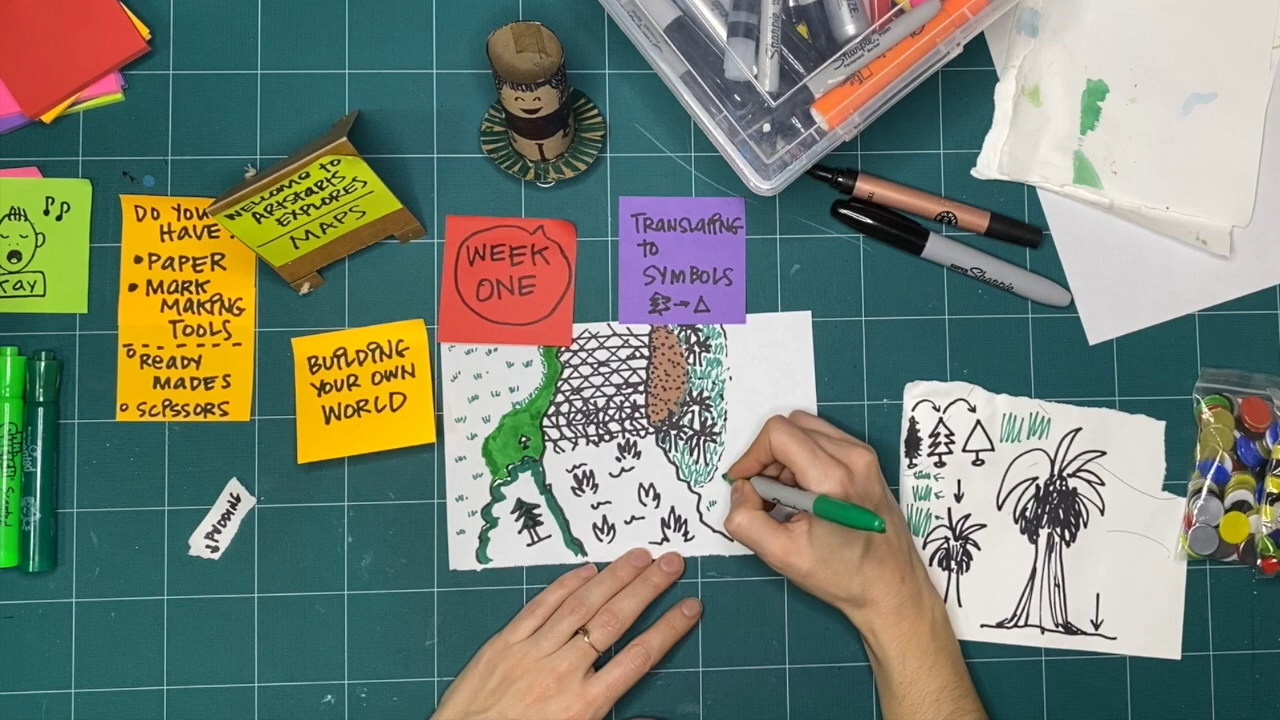 DO YOU
HAVE?
• PAPER
• MARK
MAKING
TOOLS
◦ READY
MADES
◦ SCISSORS
WELCOME to
ARTSTARTS
EXPLORES
MAPS
BUILDING
YOUR OWN
WORLD
WEEK
ONE
TRANSLATING
TO
SYMBOLS
Sharpie
Sharpie
Sharpie